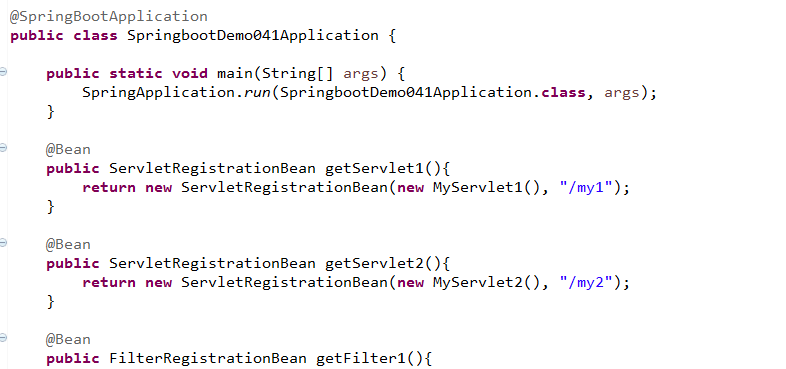 @SpringBootApplication
public class SpringbootDemo041Application {
public static void main(String[] args) {
SpringApplication.run(SpringbootDemo041Application.class, args);
}
@Bean
public ServletRegistrationBean getServlet1(){
return new ServletRegistrationBean(new MyServlet1(), "/my1");
}
@Bean
public ServletRegistrationBean getServlet2(){
return new ServletRegistrationBean(new MyServlet2(), "/my2");
}
@Bean
public FilterRegistrationBean getFilter1(){